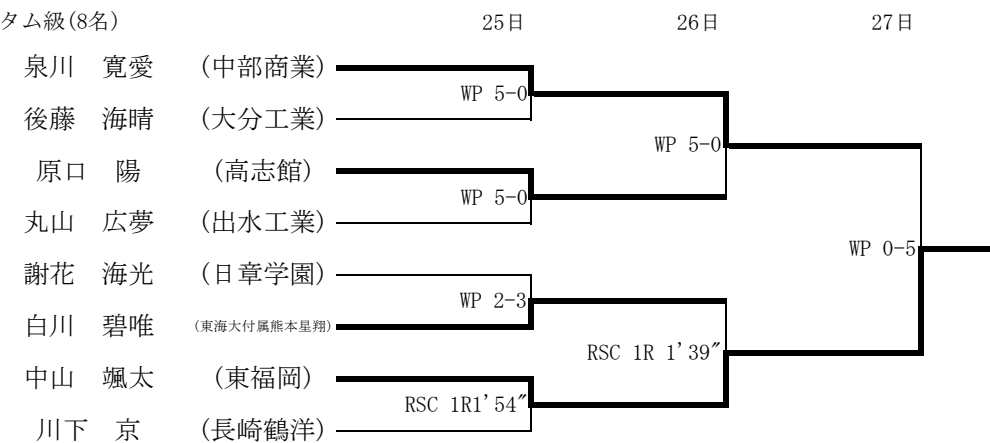 タム級(8名) 25日 26日 27日
泉川　寛愛 (中部商業)
WP 5-0
後藤　海晴 (大分工業)
WP 5-0
原口　陽 (高志館)
WP 5-0
丸山　広夢 (出水工業)
WP 0-5
謝花　海光 (日章学園)
WP 2-3
白川　碧唯 (東海大付属熊本星翔)
RSC 1R 1'39″
中山　颯太 (東福岡)
RSC 1R1'54″
川下　京 (長崎鶴洋)